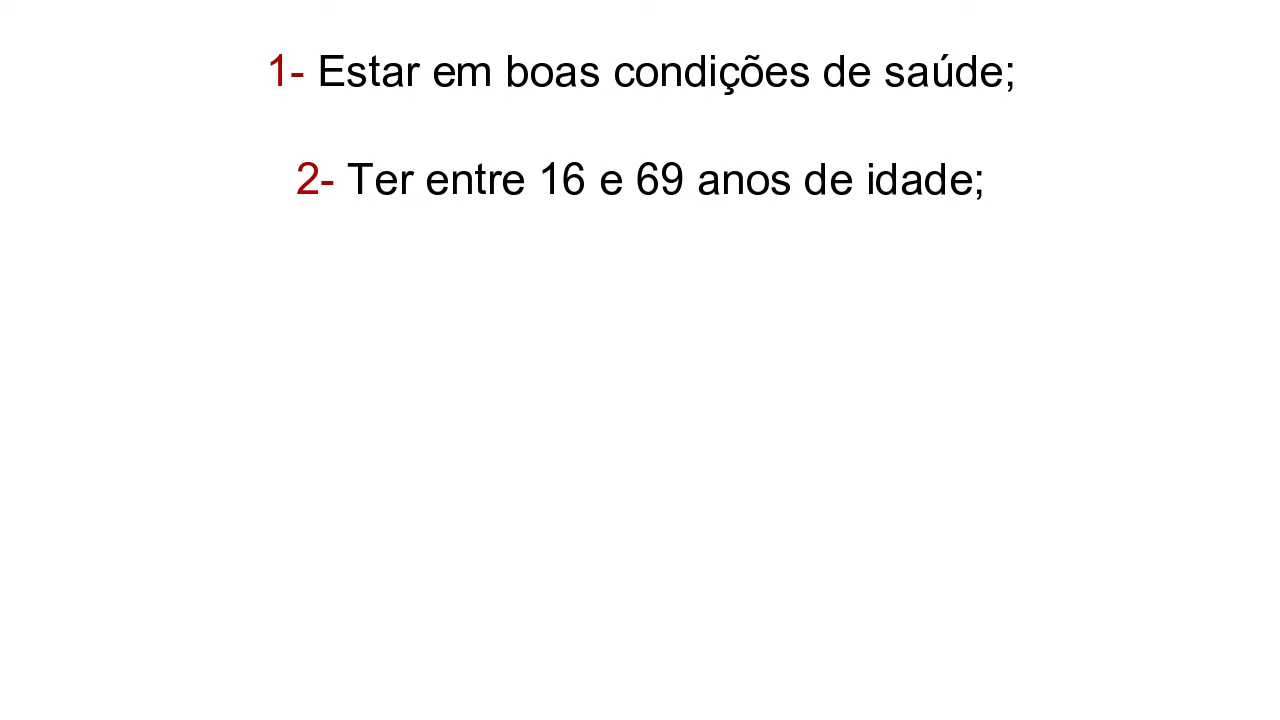 1- Estar em boas condições de saúde;
2- Ter entre 16 e 69 anos de idade;